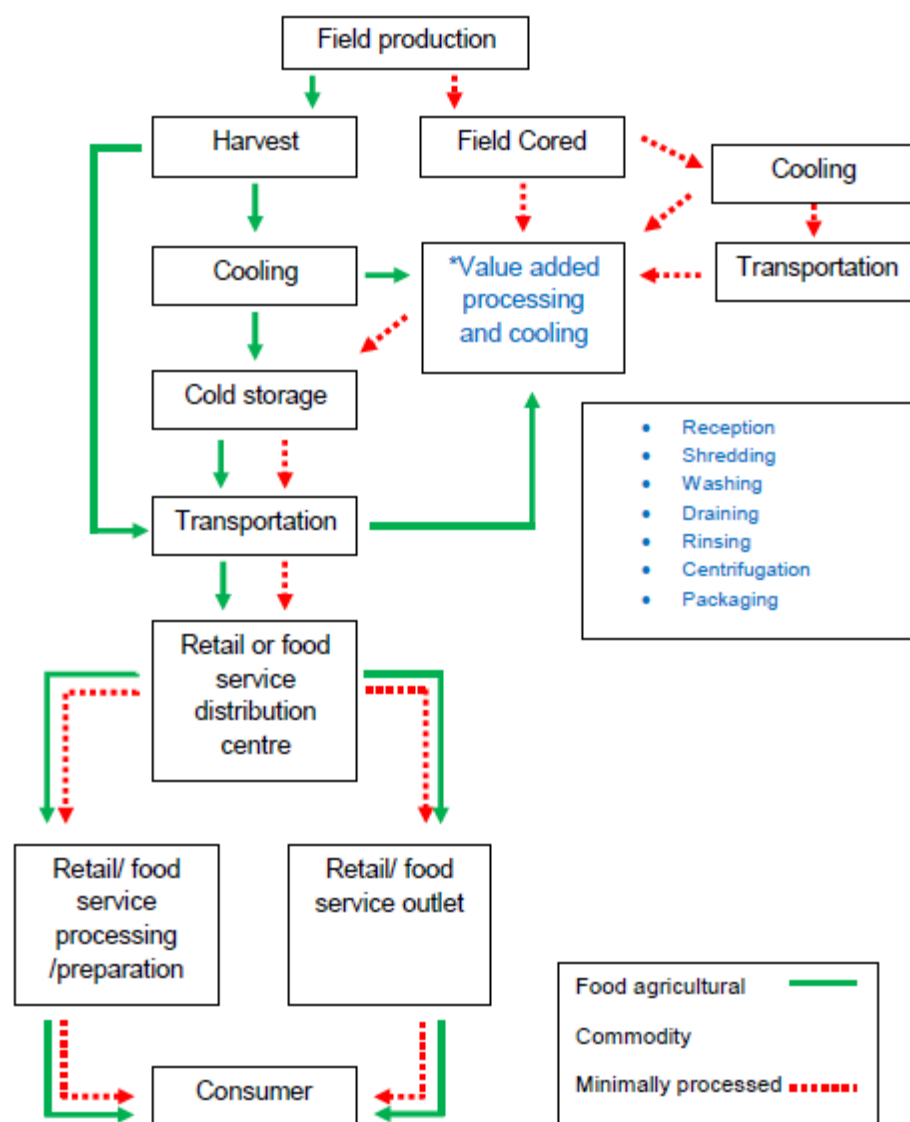 Field production
Harvest
Field Cored
Cooling
Cooling
*Value added
processing
and cooling
Transportation
Cold storage
• Reception
• Shredding
• Washing
• Draining
• Rinsing
• Centrifugation
• Packaging
Transportation
Retail or food
service
distribution
centre
Retail/ food
service
processing
/preparation
Retail/ food
service outlet
Food agricultural
Commodity
Minimally processed
Consumer